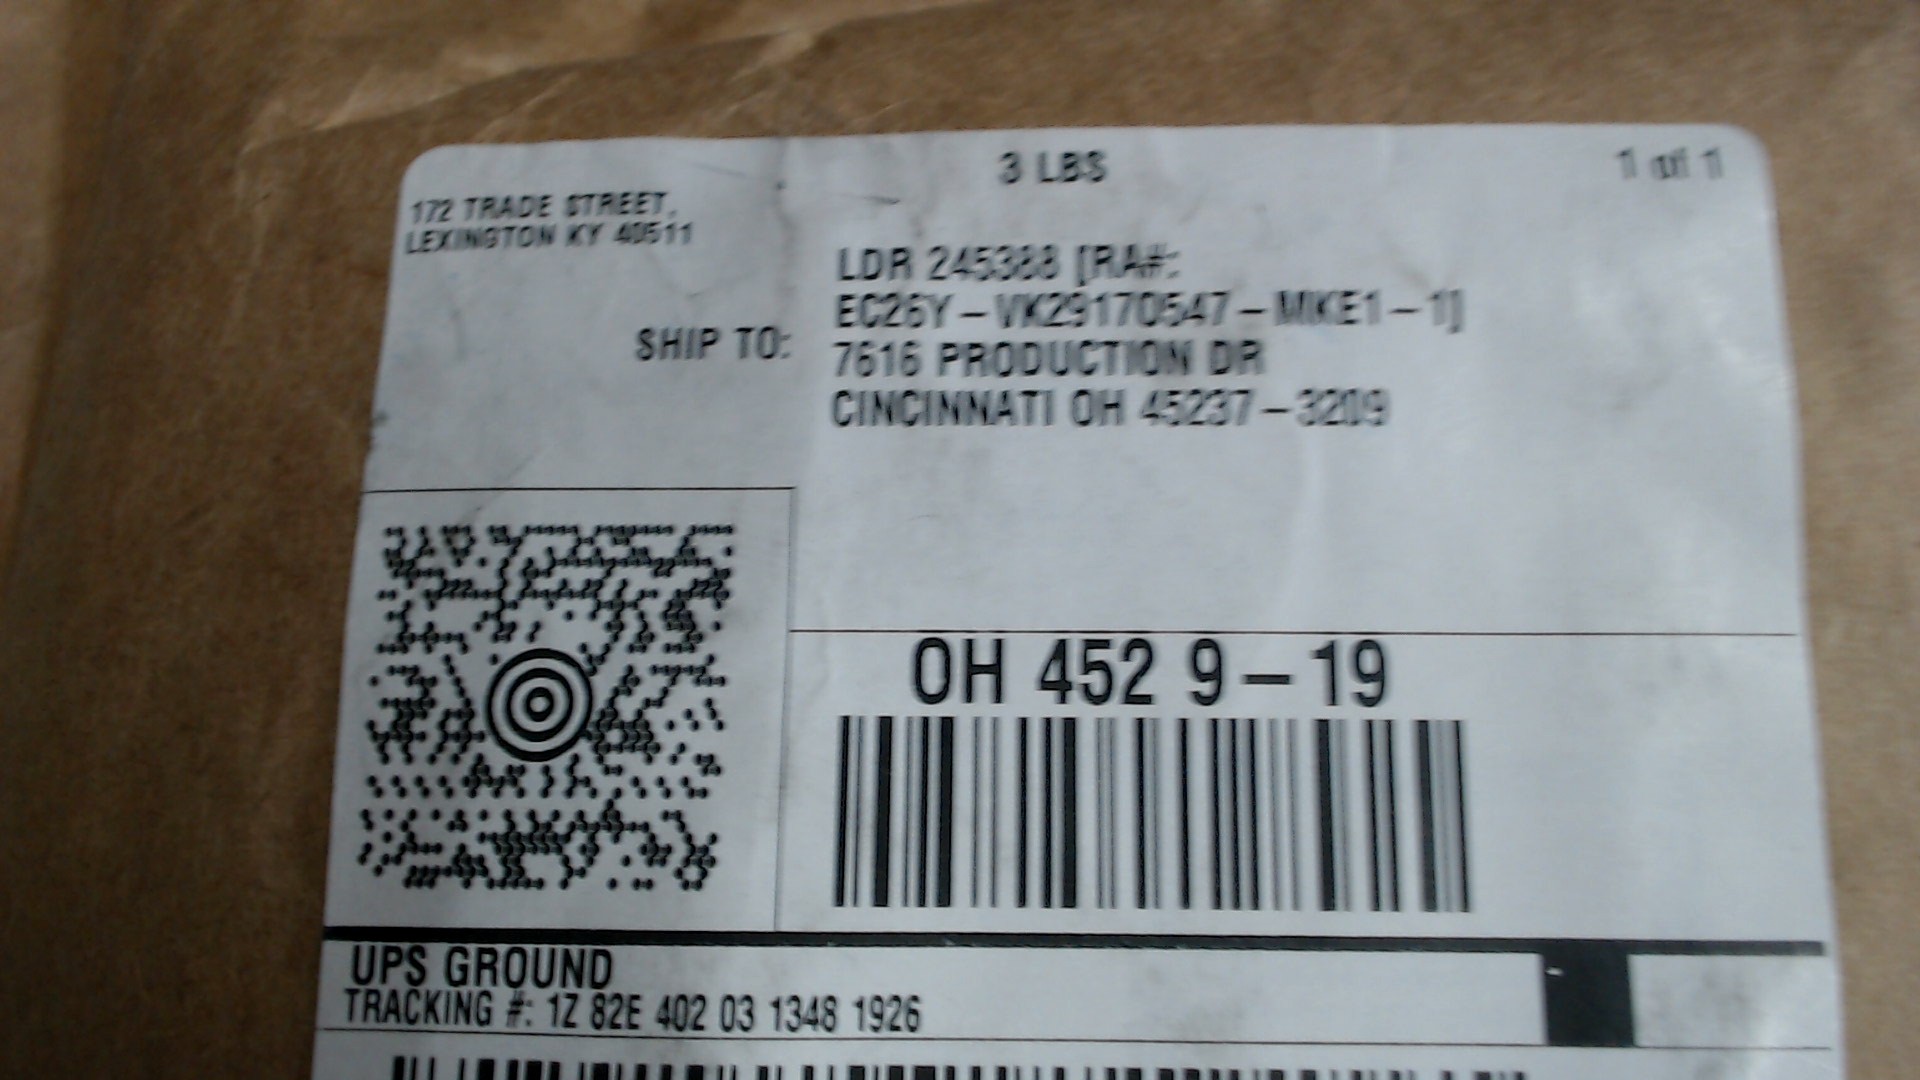 3 LBS
1 of 1
172 TRADE STREET,
LEXINGTON KY 40511
SHIP TO:
LDR 245388 [RA#:
EC26Y-VK29170547-MKE1-1]
7616 PRODUCTION DR
CINCINNATI OH 45237-3209
OH 452 9-19
UPS GROUND
TRACKING #: 1Z 82E 402 03 1348 1926